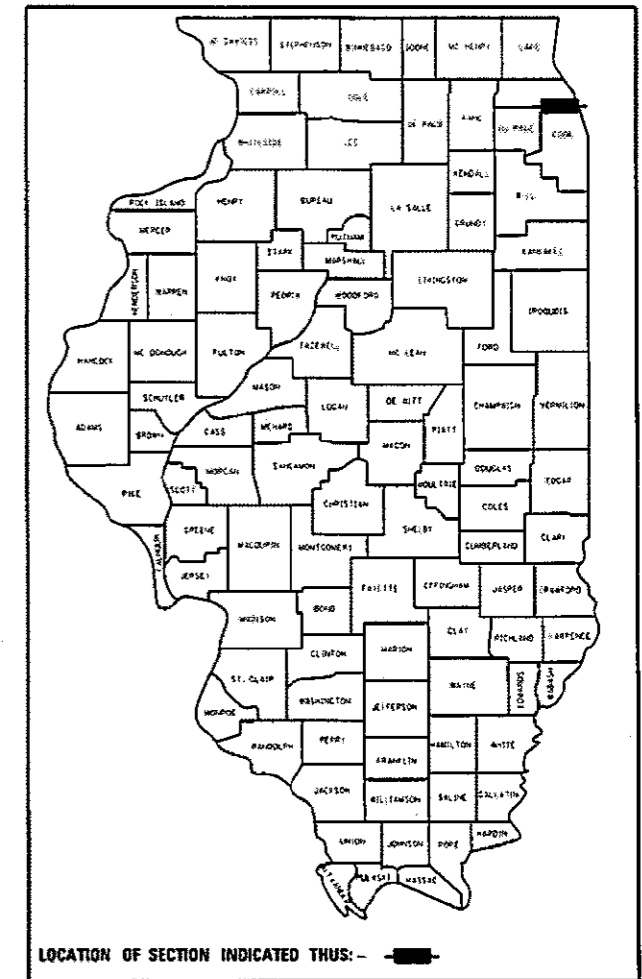 STEPHENSON
WINNEBAGO
BOONE
MC HENRY
LAKE
CARROLL
OGLE
DE KALB
KANE
DU PAGE
COOK
WHITESIDE
LEE
KENDALL
WILL
ROCK ISLAND
HENRY
BUREAU
LA SALLE
GRUNDY
MERCER
PUTNAM
KANKAKEE
STARK
MARSHALL
HENDERSON
WARREN
KNOX
PEORIA
WOODFORD
LIVINGSTON
IROQUOIS
HANCOCK
MC DONOUGH
FULTON
TAZEWELL
MC LEAN
FORD
MASON
SCHUYLER
LOGAN
DE WITT
CHAMPAIGN
VERMILION
ADAMS
BROWN
CASS
MENARD
MACON
PIATT
MORGAN
SANGAMON
DOUGLAS
EDGAR
PIKE
SCOTT
CHRISTIAN
MOULTRIE
COLES
GREENE
MACOUPIN
MONTGOMERY
SHELBY
CUMBERLAND
CLARK
CALHOUN
JERSEY
FAYETTE
EFFINGHAM
JASPER
CRAWFORD
MADISON
BOND
CLAY
RICHLAND
LAWRENCE
CLINTON
MARION
ST. CLAIR
WAYNE
EDWARDS
WABASH
WASHINGTON
JEFFERSON
MONROE
RANDOLPH
PERRY
HAMILTON
WHITE
FRANKLIN
JACKSON
WILLIAMSON
SALINE
GALLATIN
UNION
JOHNSON
POPE
HARDIN
PULASKI
MASSAC
LOCATION OF SECTION INDICATED THUS: –